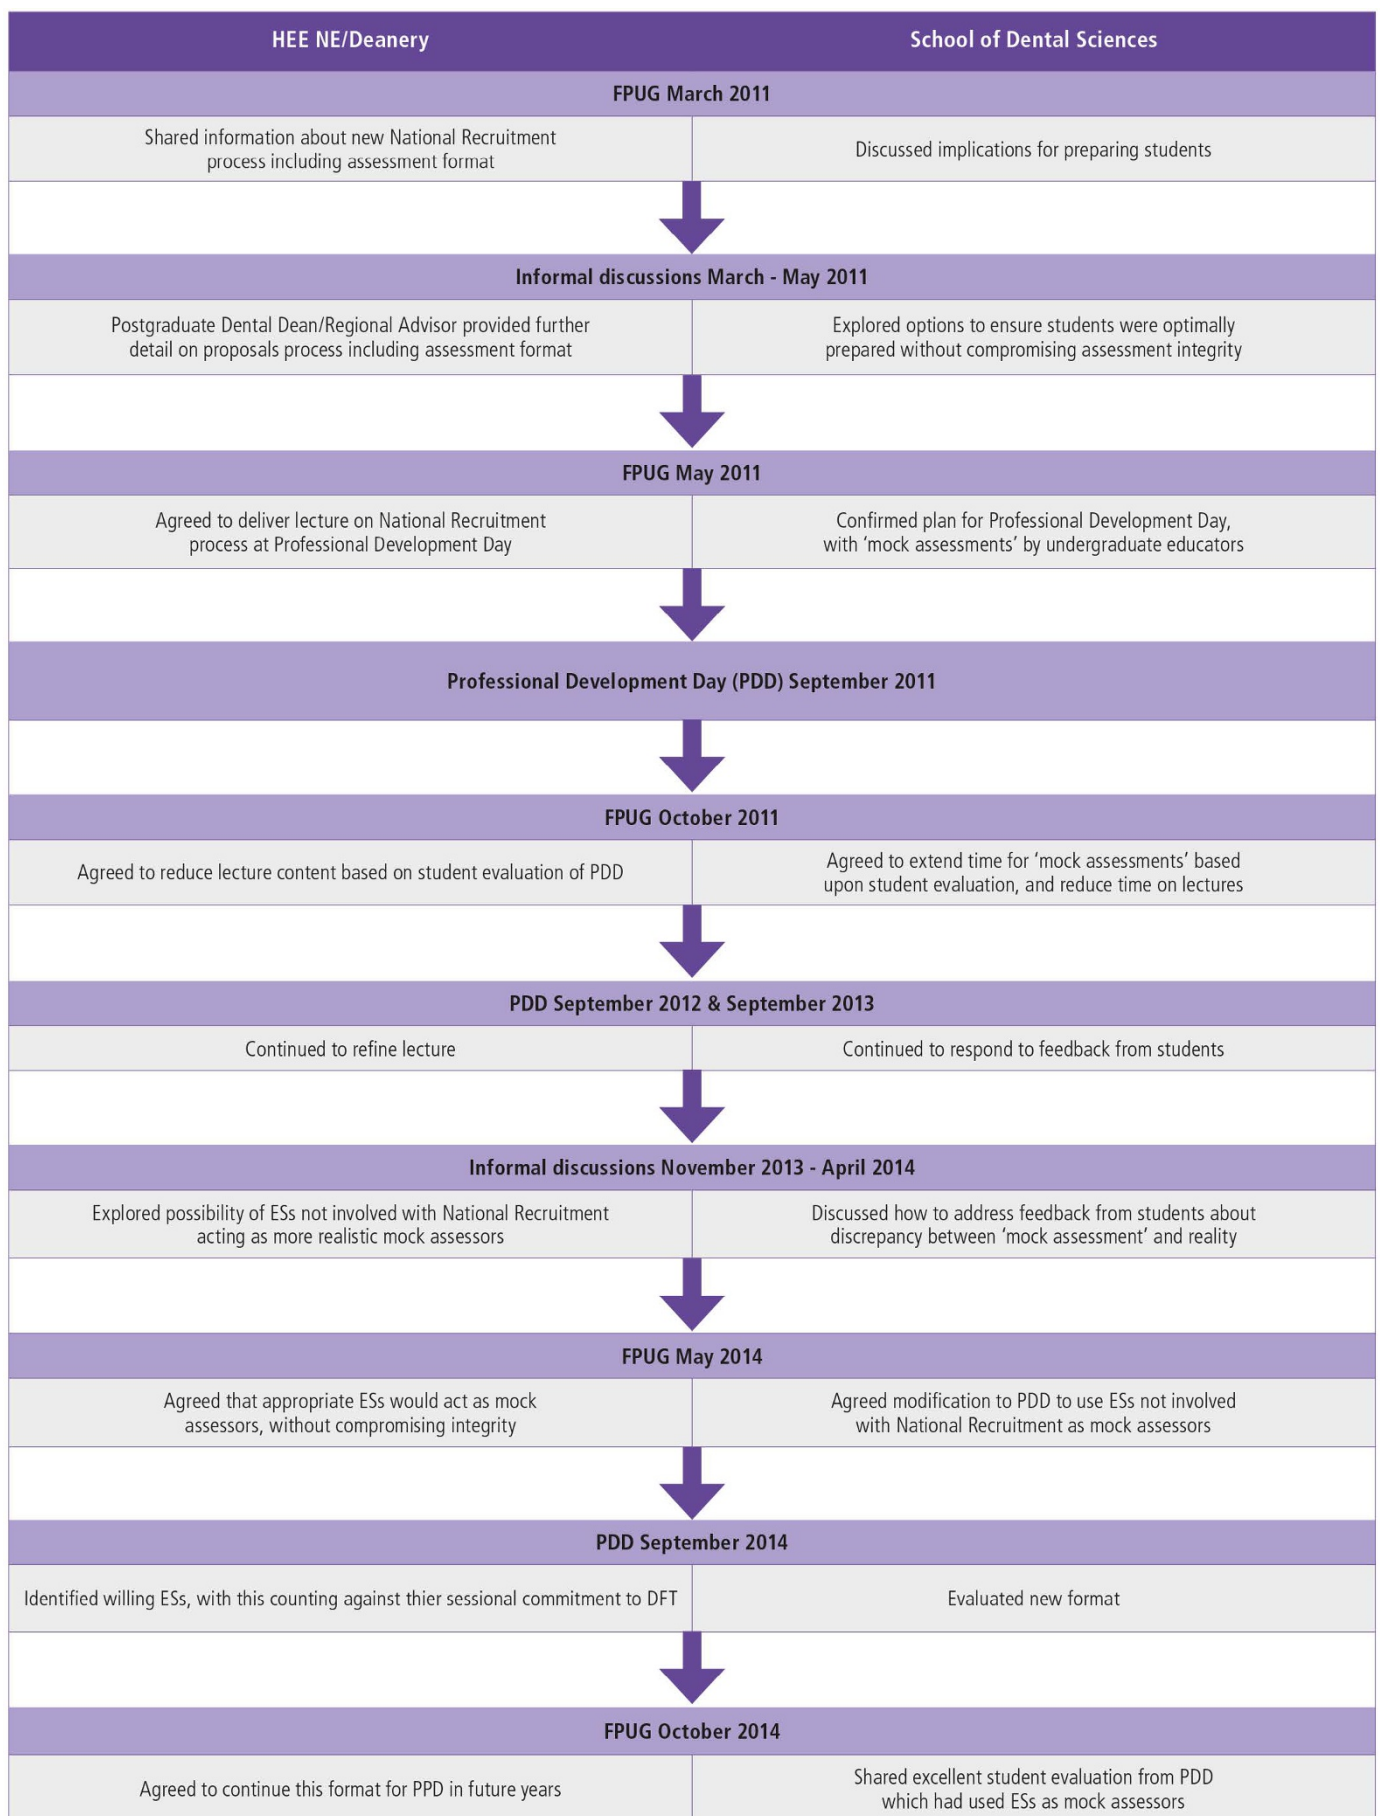 HEE NE/Deanery
School of Dental Sciences
FPUG March 2011
Shared information about new National Recruitment
process including assessment format
Discussed implications for preparing students
Informal discussions March - May 2011
Postgraduate Dental Dean/Regional Advisor provided further
detail on proposals process including assessment format
Explored options to ensure students were optimally
prepared without compromising assessment integrity
FPUG May 2011
Agreed to deliver lecture on National Recruitment
process at Professional Development Day
Confirmed plan for Professional Development Day,
with ‘mock assessments’ by undergraduate educators
Professional Development Day (PDD) September 2011
FPUG October 2011
Agreed to reduce lecture content based on student evaluation of PDD
Agreed to extend time for ‘mock assessments’ based
upon student evaluation, and reduce time on lectures
PDD September 2012 & September 2013
Continued to refine lecture
Continued to respond to feedback from students
Informal discussions November 2013 - April 2014
Explored possibility of ESs not involved with National Recruitment
acting as more realistic mock assessors
Discussed how to address feedback from students about
discrepancy between ‘mock assessment’ and reality
FPUG May 2014
Agreed that appropriate ESs would act as mock
assessors, without compromising integrity
Agreed modification to PDD to use ESs not involved
with National Recruitment as mock assessors
PDD September 2014
Identified willing ESs, with this counting against thier sessional commitment to DFT
Evaluated new format
FPUG October 2014
Agreed to continue this format for PPD in future years
Shared excellent student evaluation from PDD
which had used ESs as mock assessors